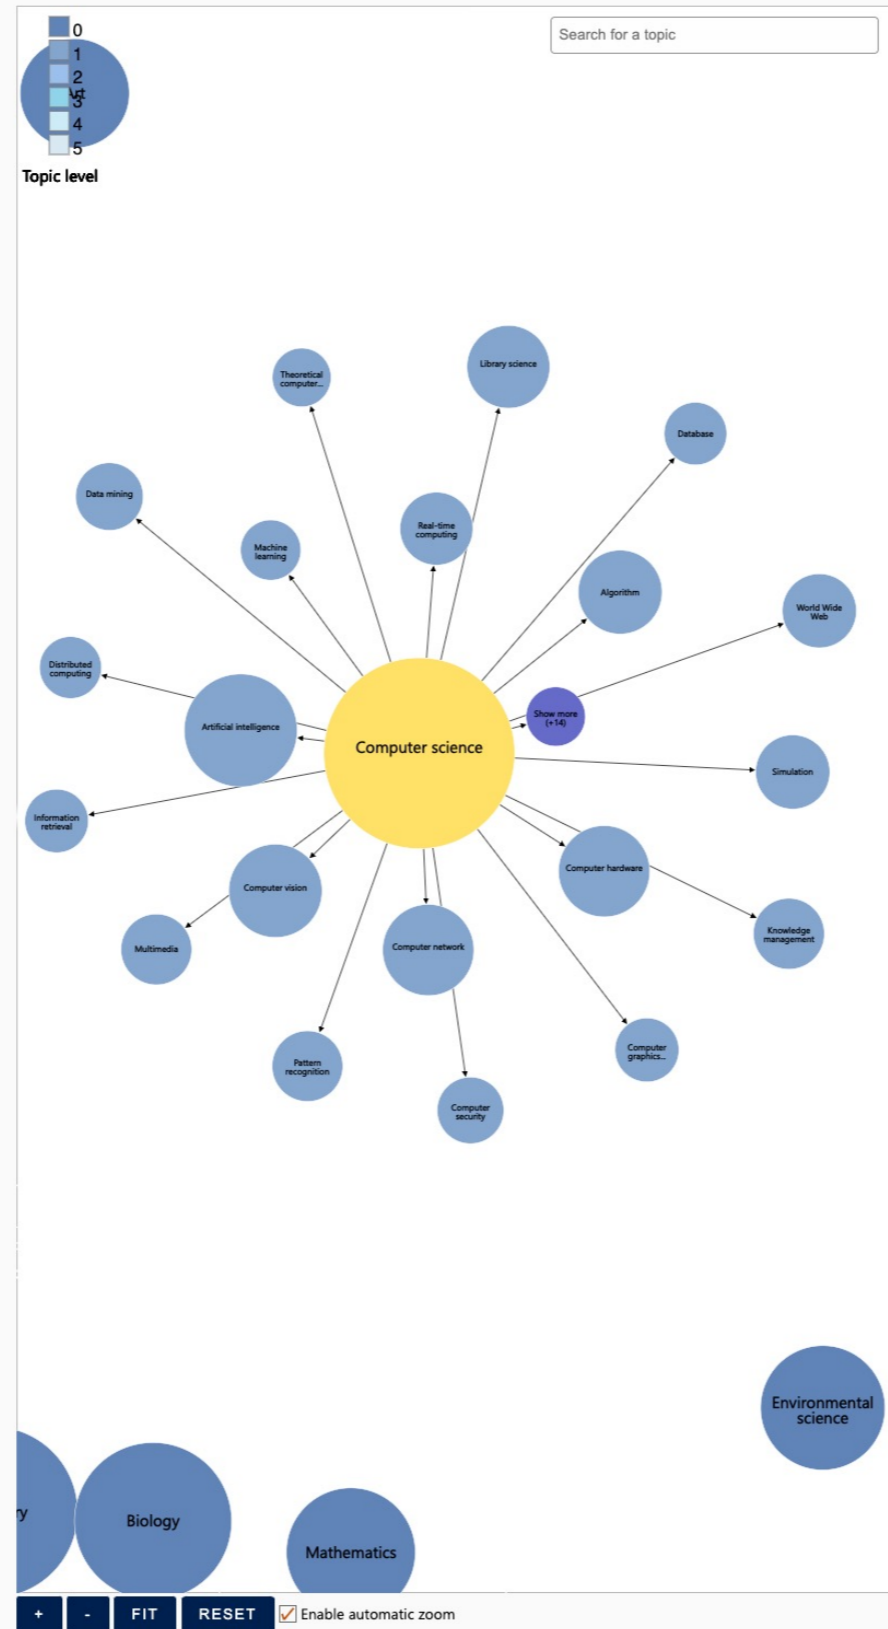 0
1
2
3
4
5
Art
Topic level
Search for a topic
Theoretical
computer...
Library science
Database
Data mining
Real-time
computing
Machine
learning
Algorithm
World Wide
Web
Distributed
computing
Artificial intelligence
Show more
(+14)
Computer science
Simulation
Information
retrieval
Computer hardware
Computer vision
Knowledge
management
Multimedia
Computer network
Computer
graphics...
Pattern
recognition
Computer
security
Environmental
science
ry
Biology
Mathematics
+
-
FIT
RESET
Enable automatic zoom